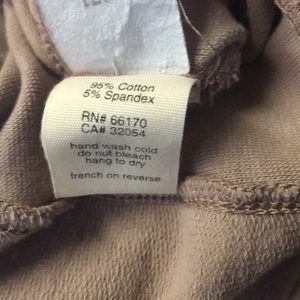 95% Cotton
5% Spandex
RN# 66170
CA# 32054
hand wash cold
do not bleach
hang to dry
french on reverse